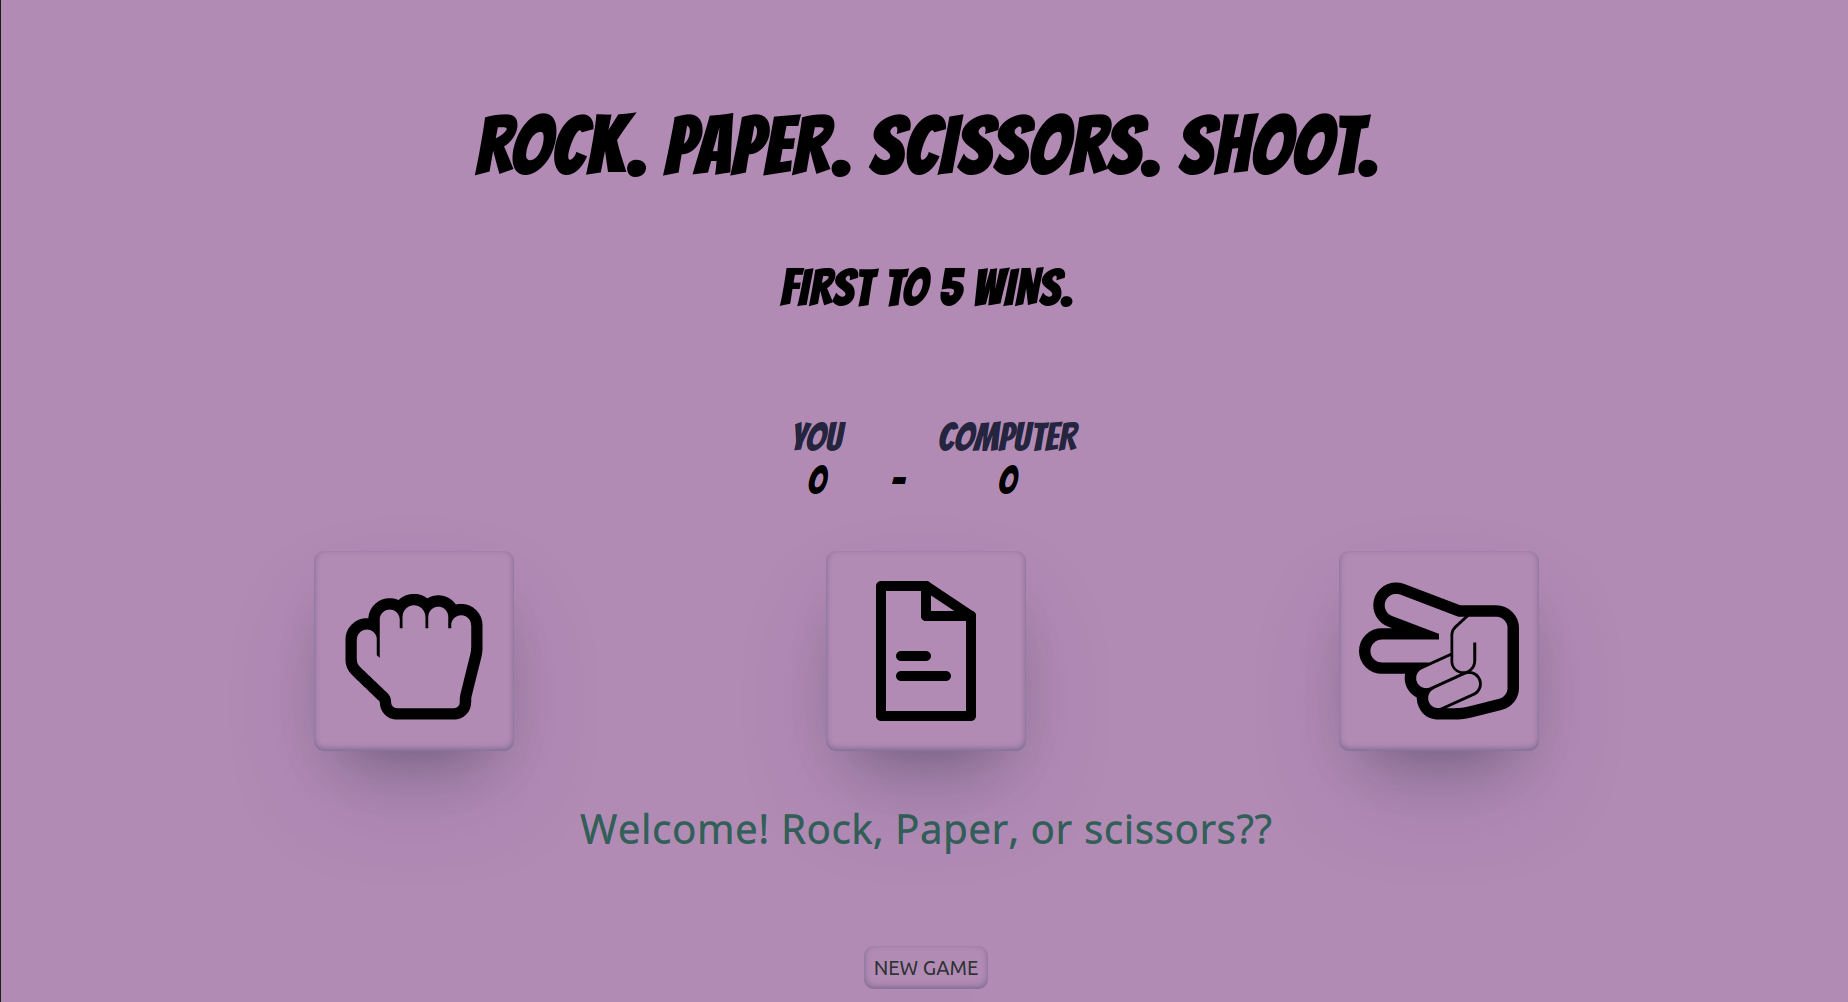 ROCK. PAPER. SCISSORS. SHOOT.
FIRST TO 5 WINS.
YOU COMPUTER
0 - 0
Welcome! Rock, Paper, or scissors??
NEW GAME